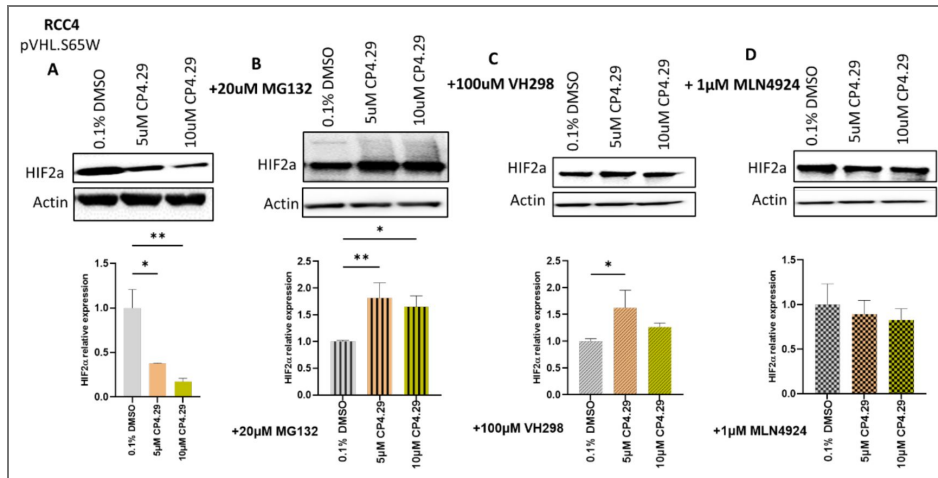 RCC4
pVHL.S65W
A
0.1% DMSO
5uM CP4.29
10uM CP4.29
HIF2a
Actin
**
*
HIF2α relative expression
1.5
1.0
0.5
0.0
0.1% DMSO
5μM CP4.29
10μM CP4.29
B
+20uM MG132
0.1% DMSO
5uM CP4.29
10uM CP4.29
HIF2a
Actin
*
**
HIF2α relative expression
2.5
2.0
1.5
1.0
0.5
0.0
0.1% DMSO
5μM CP4.29
10μM CP4.29
+20μM MG132
C
+100uM VH298
0.1% DMSO
5uM CP4.29
10uM CP4.29
HIF2a
Actin
*
HIF2α relative expression
2.5
2.0
1.5
1.0
0.5
0.0
0.1% DMSO
5μM CP4.29
10μM CP4.29
+100μM VH298
D
+ 1μM MLN4924
0.1% DMSO
5uM CP4.29
10uM CP4.29
HIF2a
Actin
HIF2α relative expression
1.5
1.0
0.5
0.0
0.1% DMSO
5μM CP4.29
10μM CP4.29
+1μM MLN4924